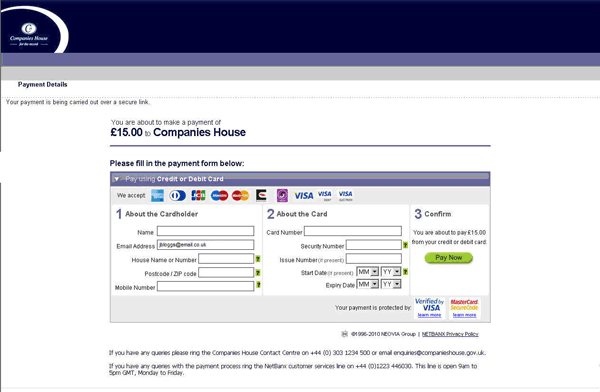 Companies House
for the record
Payment Details
Your payment is being carried out over a secure link.
You are about to make a payment of
£15.00 to Companies House
Please fill in the payment form below:
Pay using Credit or Debit Card
We accept
VISA VISA VISA
1 About the Cardholder
Name
Email Address jbloggs@email.co.uk
House Name or Number ?
Postcode / ZIP code ?
Mobile Number ?
2 About the Card
Card Number
Security Number ?
Issue Number (if present) ?
Start Date (if present) MM YY ?
Expiry Date MM YY
3 Confirm
You are about to pay £15.00
from your credit or debit card:
Pay Now
Your payment is protected by
Verified by
VISA
learn more
MasterCard
SecureCode
learn more
©1996-2010 NEOVIA Group | NETBANX Privacy Policy
If you have any queries please ring the Companies House Contact Centre on +44 (0) 303 1234 500 or email enquiries@companieshouse.gov.uk.
If you have any queries with the payment process ring the NetBanx customer services line on +44 (0)1223 446030. This line is open 9am to
5pm GMT, Monday to Friday.